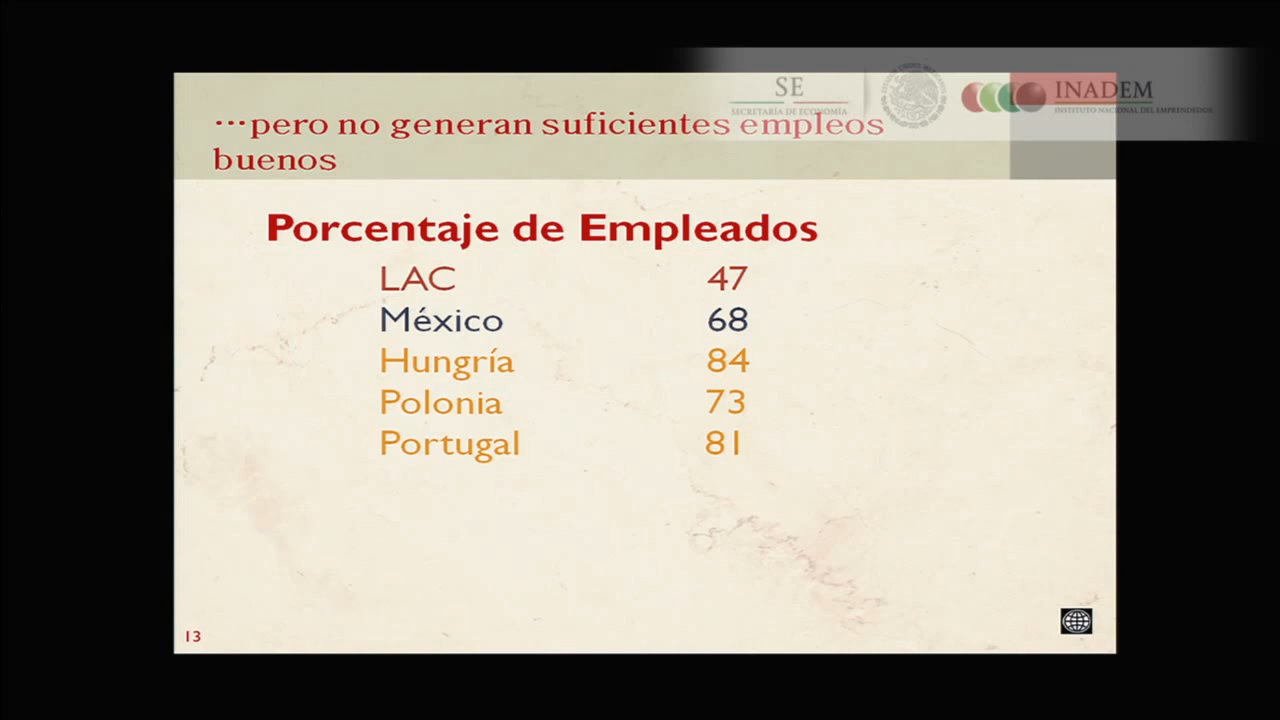 SE
SECRETARÍA DE ECONOMÍA
INADEM
INSTITUTO NACIONAL DEL EMPRENDEDOR
…pero no generan suficientes empleos
buenos
Porcentaje de Empleados
LAC 47
México 68
Hungría 84
Polonia 73
Portugal 81
13